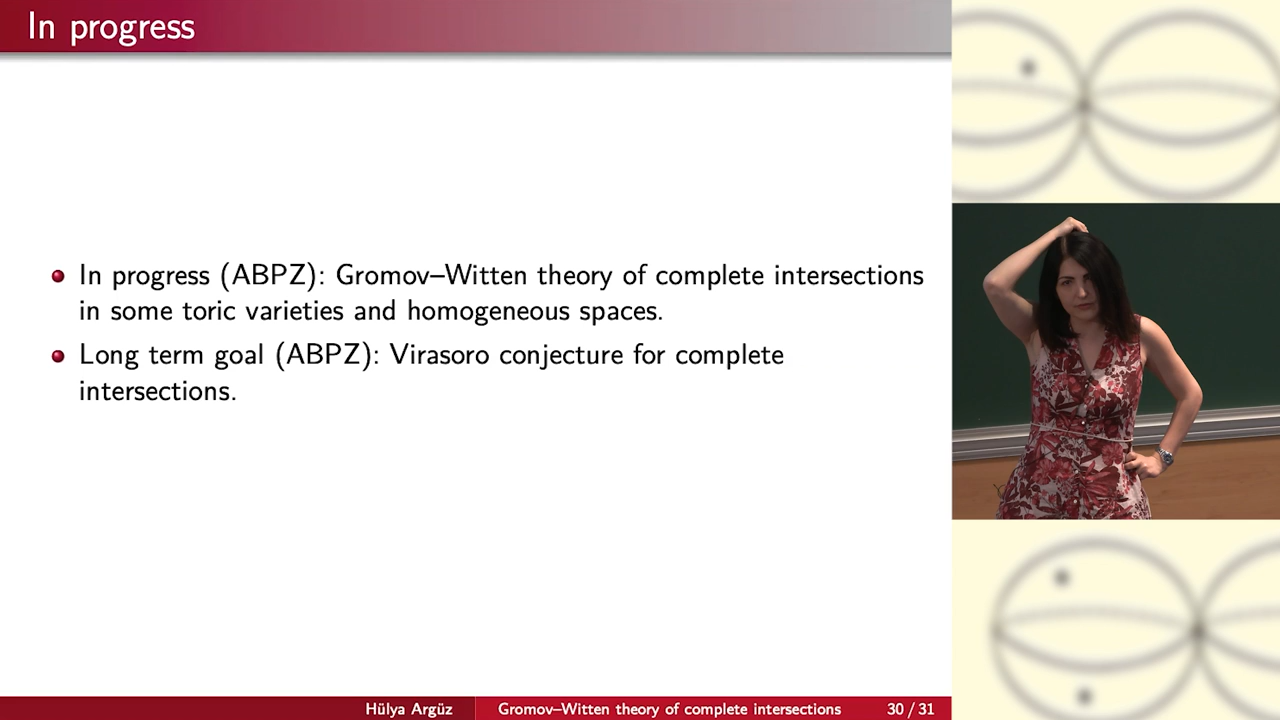 In progress
In progress (ABPZ): Gromov–Witten theory of complete intersections
in some toric varieties and homogeneous spaces.
Long term goal (ABPZ): Virasoro conjecture for complete
intersections.
Hülya Argüz
Gromov–Witten theory of complete intersections
30 / 31